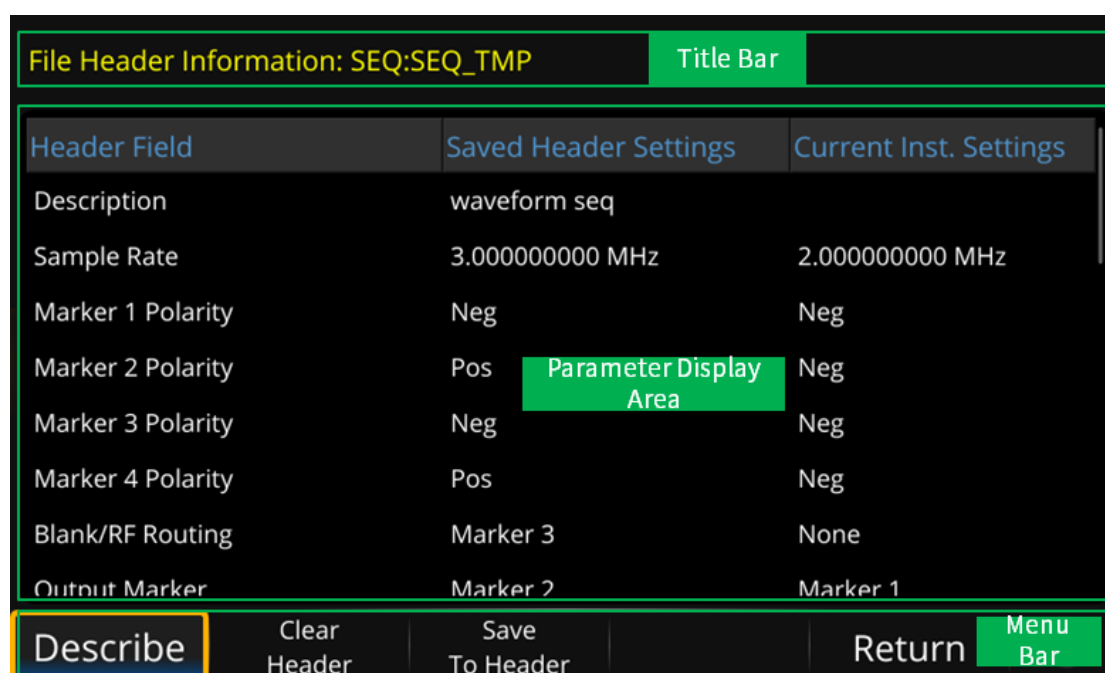 File Header Information: SEQ:SEQ_TMP Title Bar
Header Field Saved Header Settings Current Inst. Settings
Description waveform seq
Sample Rate 3.000000000 MHz 2.000000000 MHz
Marker 1 Polarity Neg Neg
Marker 2 Polarity Pos Neg
Parameter Display
Area
Marker 3 Polarity Neg Neg
Marker 4 Polarity Pos Neg
Blank/RF Routing Marker 3 None
Output Marker Marker 2 Marker 1
Describe
Clear
Header
Save
To Header
Return
Menu
Bar